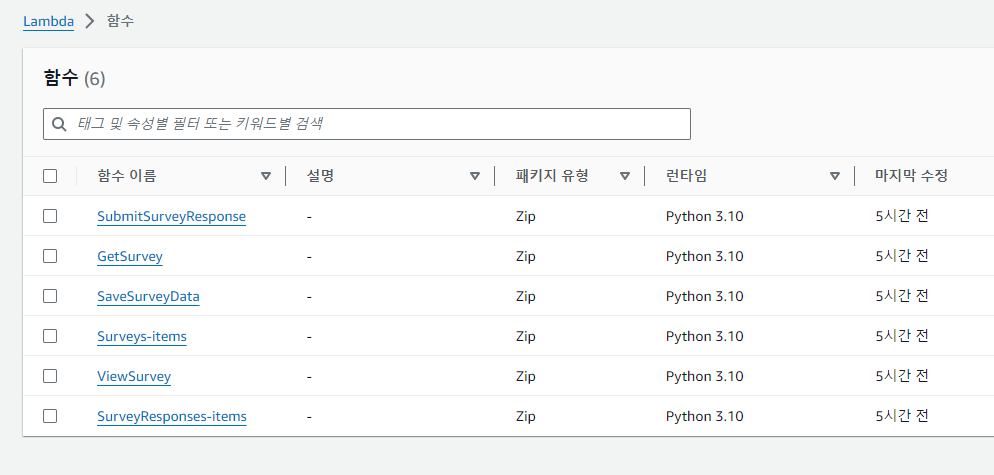 Lambda > 함수
함수 (6)
태그 및 속성별 필터 또는 키워드별 검색
함수 이름 설명 패키지 유형 런타임 마지막 수정
SubmitSurveyResponse - Zip Python 3.10 5시간 전
GetSurvey - Zip Python 3.10 5시간 전
SaveSurveyData - Zip Python 3.10 5시간 전
Surveys-items - Zip Python 3.10 5시간 전
ViewSurvey - Zip Python 3.10 5시간 전
SurveyResponses-items - Zip Python 3.10 5시간 전